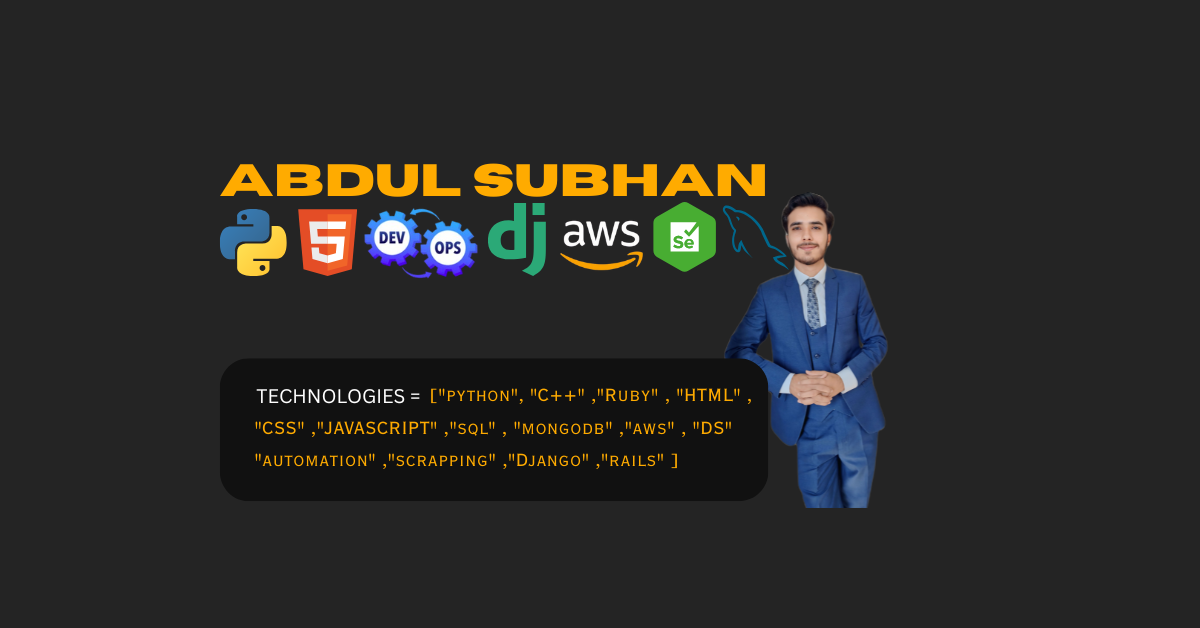 ABDUL SUBHAN
5
DEV
OPS
dj
aws
Se
TECHNOLOGIES = ["PYTHON", "C++" ,"RUBY" , "HTML" ,
"CSS" ,"JAVASCRIPT" ,"SQL" , "MONGODB" ,"AWS" , "DS"
"AUTOMATION" ,"SCRAPPING" ,"DJANGO" ,"RAILS" ]